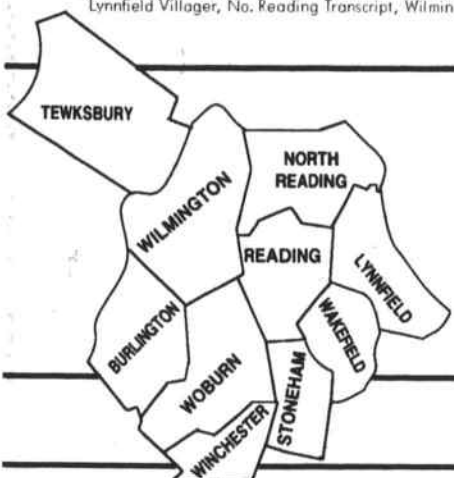 Lynnfield Villager, No. Reading Transcript, Wilmin
TEWKSBURY
NORTH
READING
WILMINGTON
READING
LYNNFIELD
BURLINGTON
WAKEFIELD
WOBURN
STONEHAM
WINCHESTER